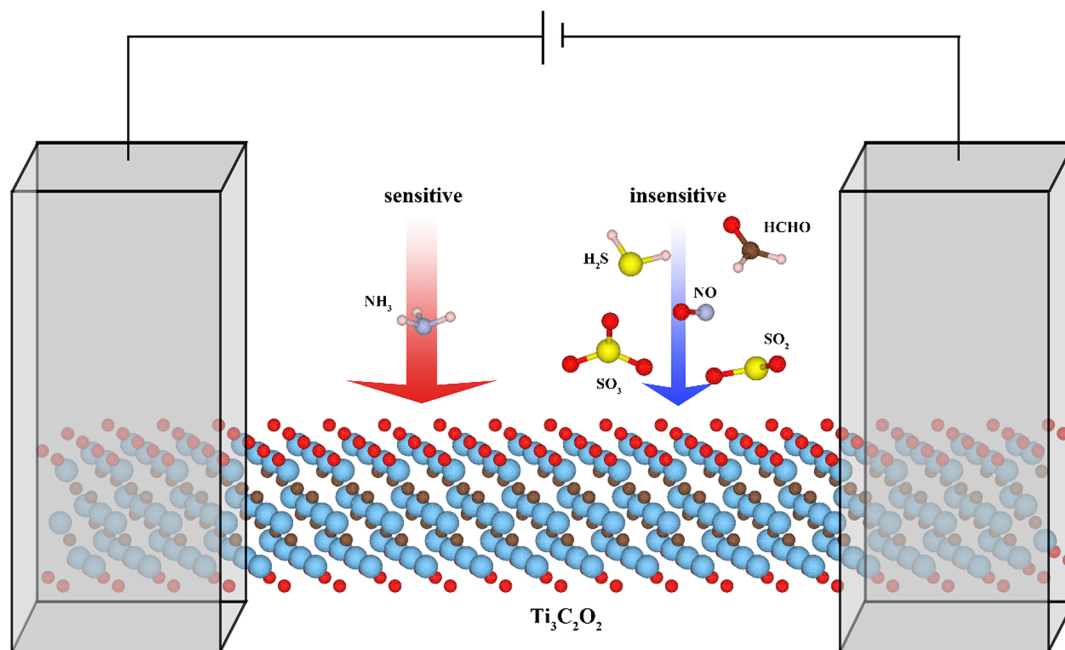 sensitive
insensitive
HCHO
H₂S
NH₃
NO
SO₂
SO₃
Ti₃C₂O₂